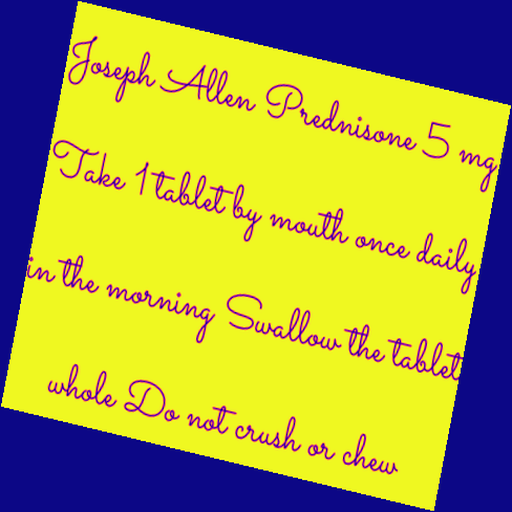 Joseph Allen Prednisone 5 mg
Take 1 tablet by mouth once daily
in the morning Swallow the tablet
whole Do not crush or chew